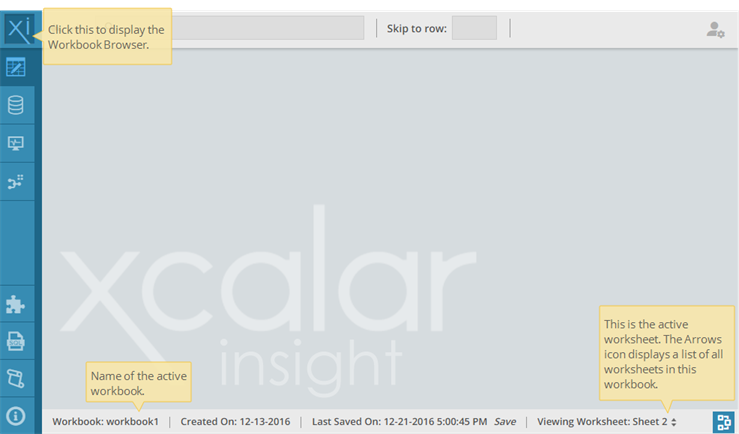 Xi
Click this to display the
Workbook Browser.
Skip to row:
xcalar
insight
This is the active
worksheet. The Arrows
icon displays a list of all
worksheets in this
workbook.
Name of the active
workbook.
Workbook: workbook1 | Created On: 12-13-2016 | Last Saved On: 12-21-2016 5:00:45 PM Save | Viewing Worksheet: Sheet 2